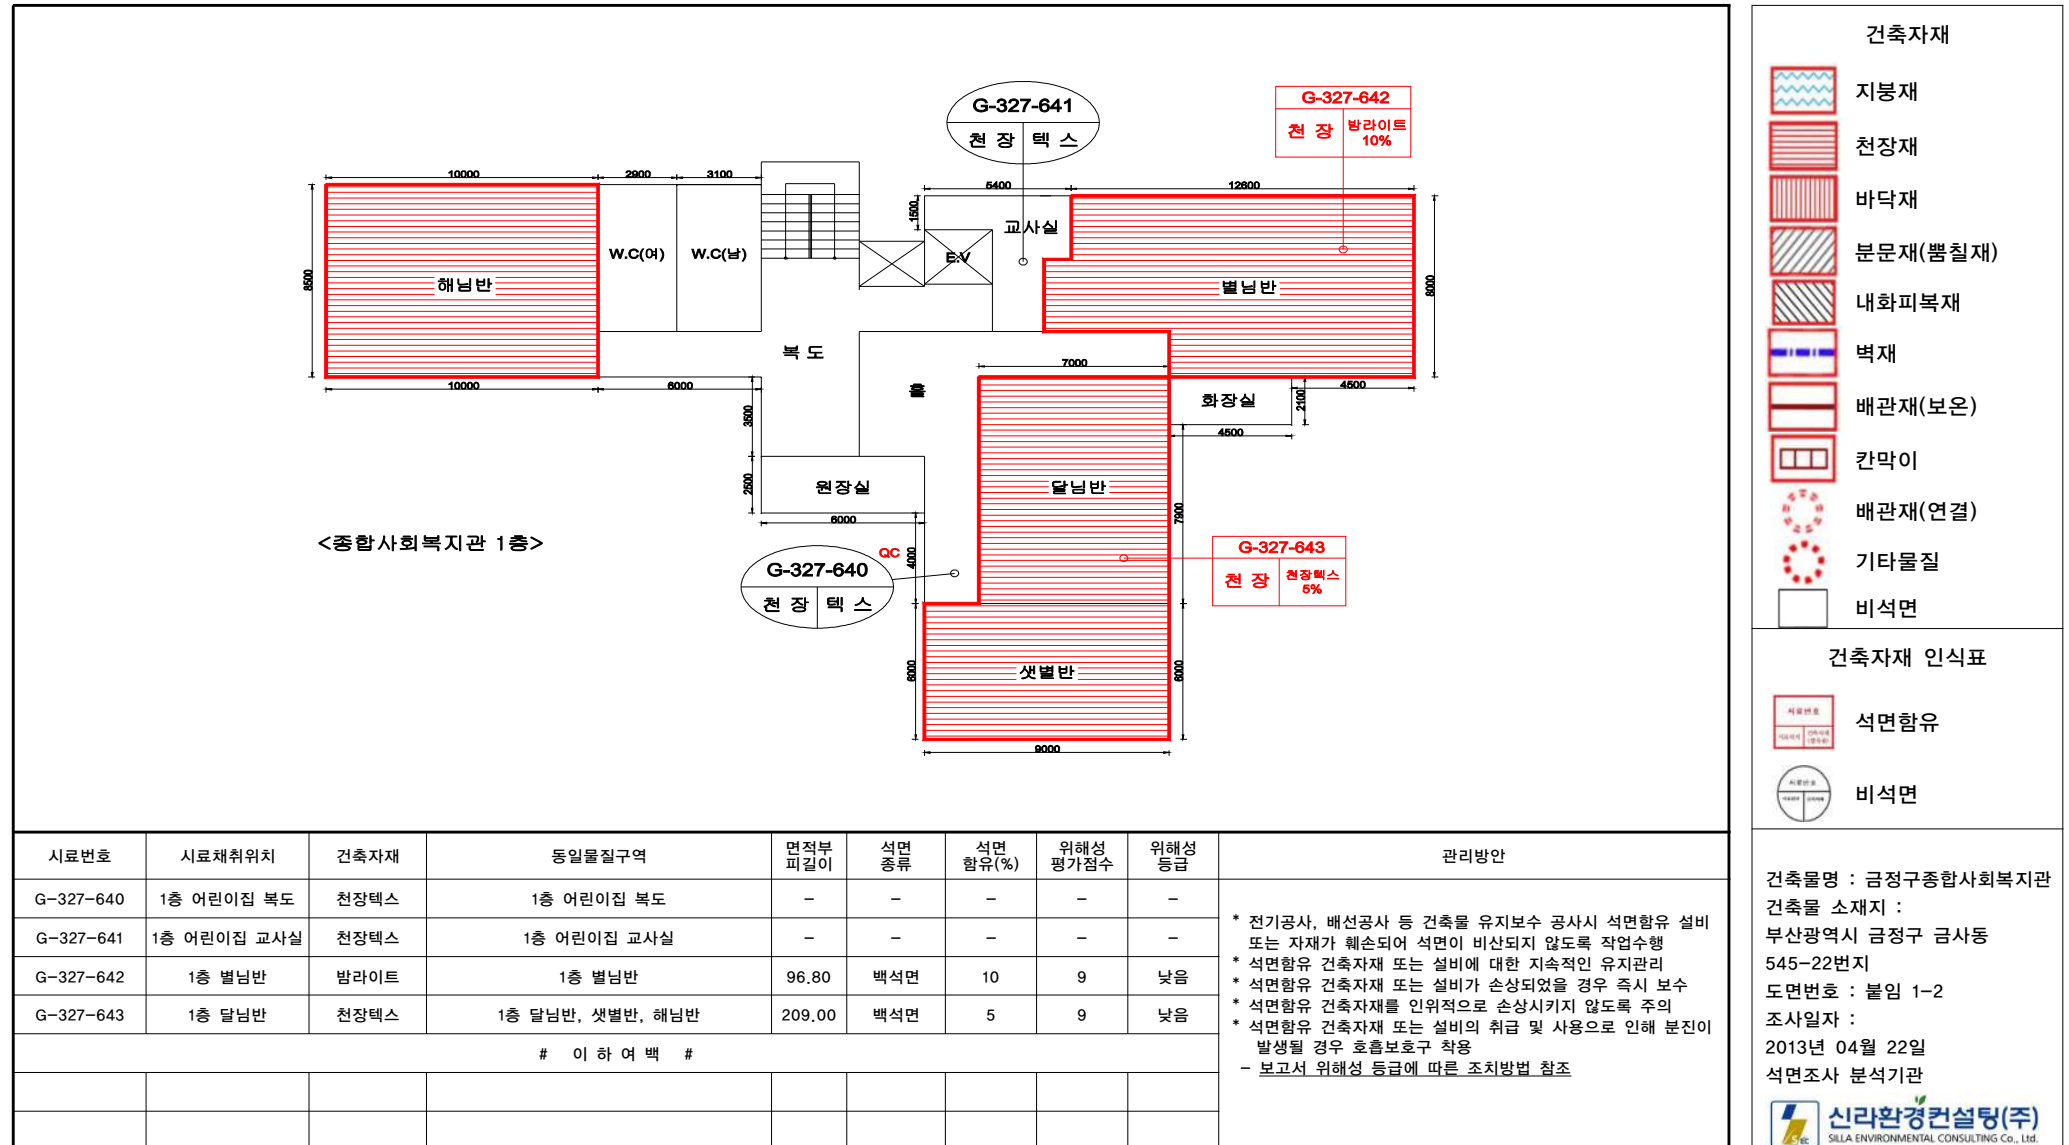 G-327-641
천 장 텍 스
G-327-642
천 장 밤라이트 10%
10000
2900
3100
5400
12600
1500
교사실
E.V
W.C(여)
W.C(남)
8500
해님반
별님반
8000
복 도
홀
7000
10000
6000
4500
화장실
2100
4500
3500
2500
원장실
6000
달님반
7900
<종합사회복지관 1층>
QC
4000
G-327-640
천 장 텍 스
G-327-643
천 장 천장텍스 5%
6000
샛별반
6000
9000
시료번호 시료채취위치 건축자재 동일물질구역 면적부피길이 석면종류 석면함유(%) 위해성평가점수 위해성등급 관리방안
G-327-640 1층 어린이집 복도 천장텍스 1층 어린이집 복도 - - - - -
G-327-641 1층 어린이집 교사실 천장텍스 1층 어린이집 교사실 - - - - -
G-327-642 1층 별님반 밤라이트 1층 별님반 96.80 백석면 10 9 낮음
G-327-643 1층 달님반 천장텍스 1층 달님반, 샛별반, 해님반 209.00 백석면 5 9 낮음
# 이 하 여 백 #
* 전기공사, 배선공사 등 건축물 유지보수 공사시 석면함유 설비
또는 자재가 훼손되어 석면이 비산되지 않도록 작업수행
* 석면함유 건축자재 또는 설비에 대한 지속적인 유지관리
* 석면함유 건축자재 또는 설비가 손상되었을 경우 즉시 보수
* 석면함유 건축자재를 인위적으로 손상시키지 않도록 주의
* 석면함유 건축자재 또는 설비의 취급 및 사용으로 인해 분진이
발생될 경우 호흡보호구 착용
- 보고서 위해성 등급에 따른 조치방법 참조
건축자재
지붕재
천장재
바닥재
분문재(뿜칠재)
내화피복재
벽재
배관재(보온)
칸막이
배관재(연결)
기타물질
비석면
건축자재 인식표
시료번호
석면함유
비석면
건축물명 : 금정구종합사회복지관
건축물 소재지 :
부산광역시 금정구 금사동
545-22번지
도면번호 : 붙임 1-2
조사일자 :
2013년 04월 22일
석면조사 분석기관
신라환경컨설팅(주)
SILLA ENVIRONMENTAL CONSULTING Co., Ltd.